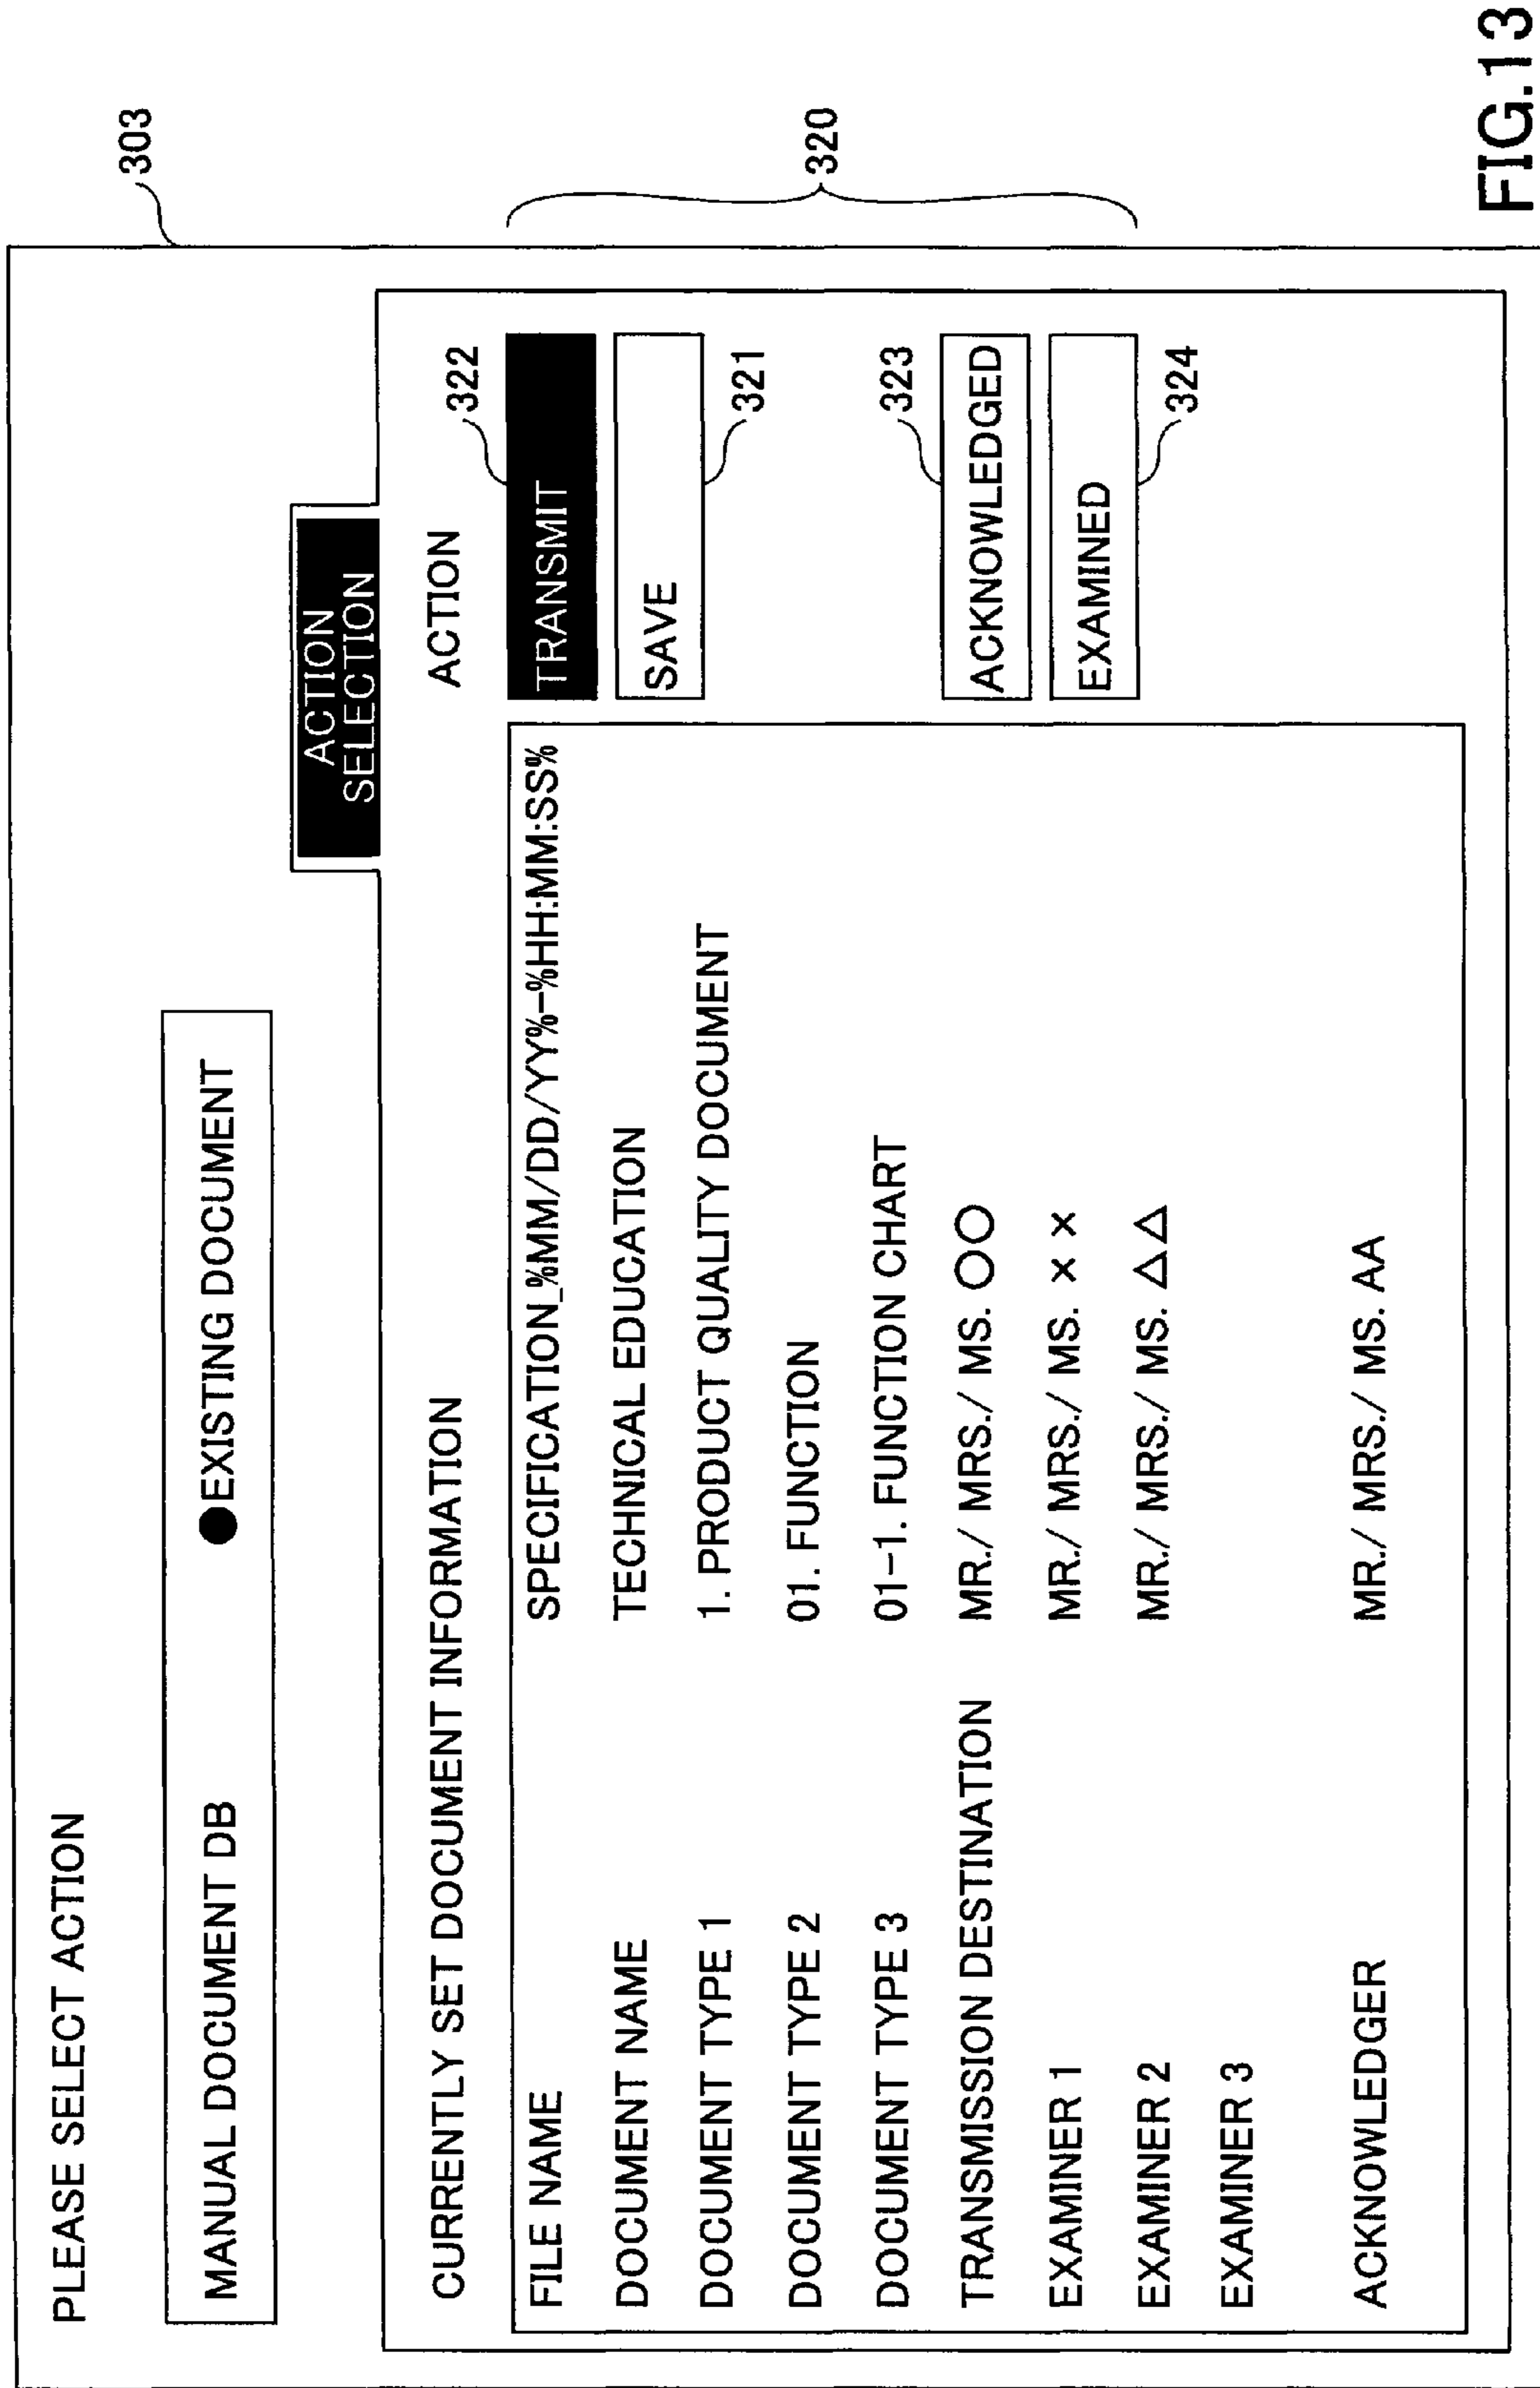 PLEASE SELECT ACTION
303
MANUAL DOCUMENT DB ●EXISTING DOCUMENT
ACTION
SELECTION
CURRENTLY SET DOCUMENT INFORMATION
ACTION
322
FILE NAME SPECIFICATION_%MM/DD/YY%-%HH:MM:SS%
TRANSMIT
DOCUMENT NAME TECHNICAL EDUCATION
SAVE
321
DOCUMENT TYPE 1 1. PRODUCT QUALITY DOCUMENT
DOCUMENT TYPE 2 01. FUNCTION
320
DOCUMENT TYPE 3 01-1. FUNCTION CHART
323
TRANSMISSION DESTINATION MR./ MRS./ MS. ○○
ACKNOWLEDGED
EXAMINER 1 MR./ MRS./ MS. × ×
EXAMINED
EXAMINER 2 MR./ MRS./ MS. △△
324
EXAMINER 3
ACKNOWLEDGER MR./ MRS./ MS. AA
FIG.13